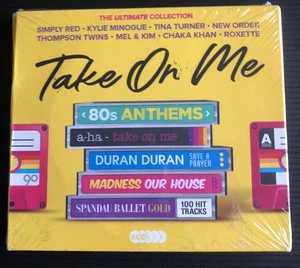 THE ULTIMATE COLLECTION
SIMPLY RED • KYLIE MINOGUE • TINA TURNER • NEW ORDER
THOMPSON TWINS • MEL & KIM • CHAKA KHAN • ROXETTE
Take On Me
80s ANTHEMS
a-ha - take on me
DURAN DURAN SAVE A PRAYER
MADNESS OUR HOUSE
SPANDAU BALLET GOLD 100 HIT TRACKS
90
A
5CD